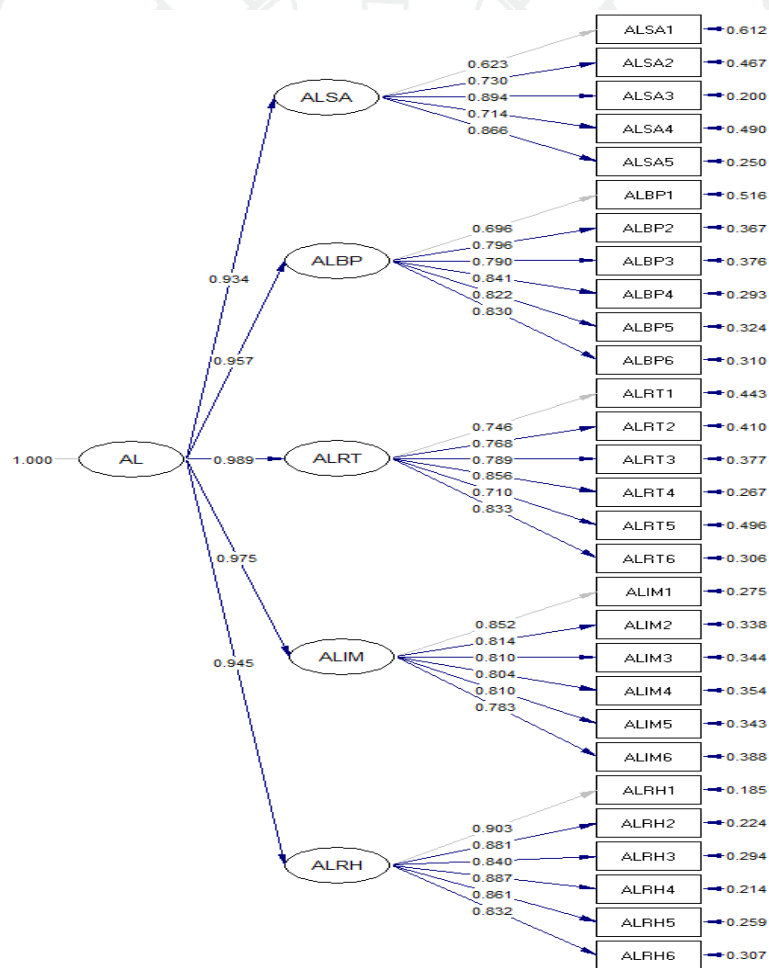 ALSA1 0.612
0.623
ALSA2 0.467
0.730
ALSA ALSA3 0.200
0.894
0.714
ALSA4 0.490
0.866
ALSA5 0.250
ALBP1 0.516
0.696
ALBP2 0.367
0.796
ALBP ALBP3 0.376
0.790
0.934
0.841
ALBP4 0.293
0.822
ALBP5 0.324
0.830
0.957
ALBP6 0.310
ALRT1 0.443
0.746
ALRT2 0.410
0.768
1.000 AL 0.989 ALRT ALRT3 0.377
0.789
0.856
ALRT4 0.267
0.710
ALRT5 0.496
0.833
0.975
ALRT6 0.306
ALIM1 0.275
0.852
ALIM2 0.338
0.814
0.945
ALIM ALIM3 0.344
0.810
0.804
ALIM4 0.354
0.810
ALIM5 0.343
0.783
ALIM6 0.388
ALRH1 0.185
0.903
ALRH2 0.224
0.881
ALRH ALRH3 0.294
0.840
0.887
ALRH4 0.214
0.861
ALRH5 0.259
0.832
ALRH6 0.307